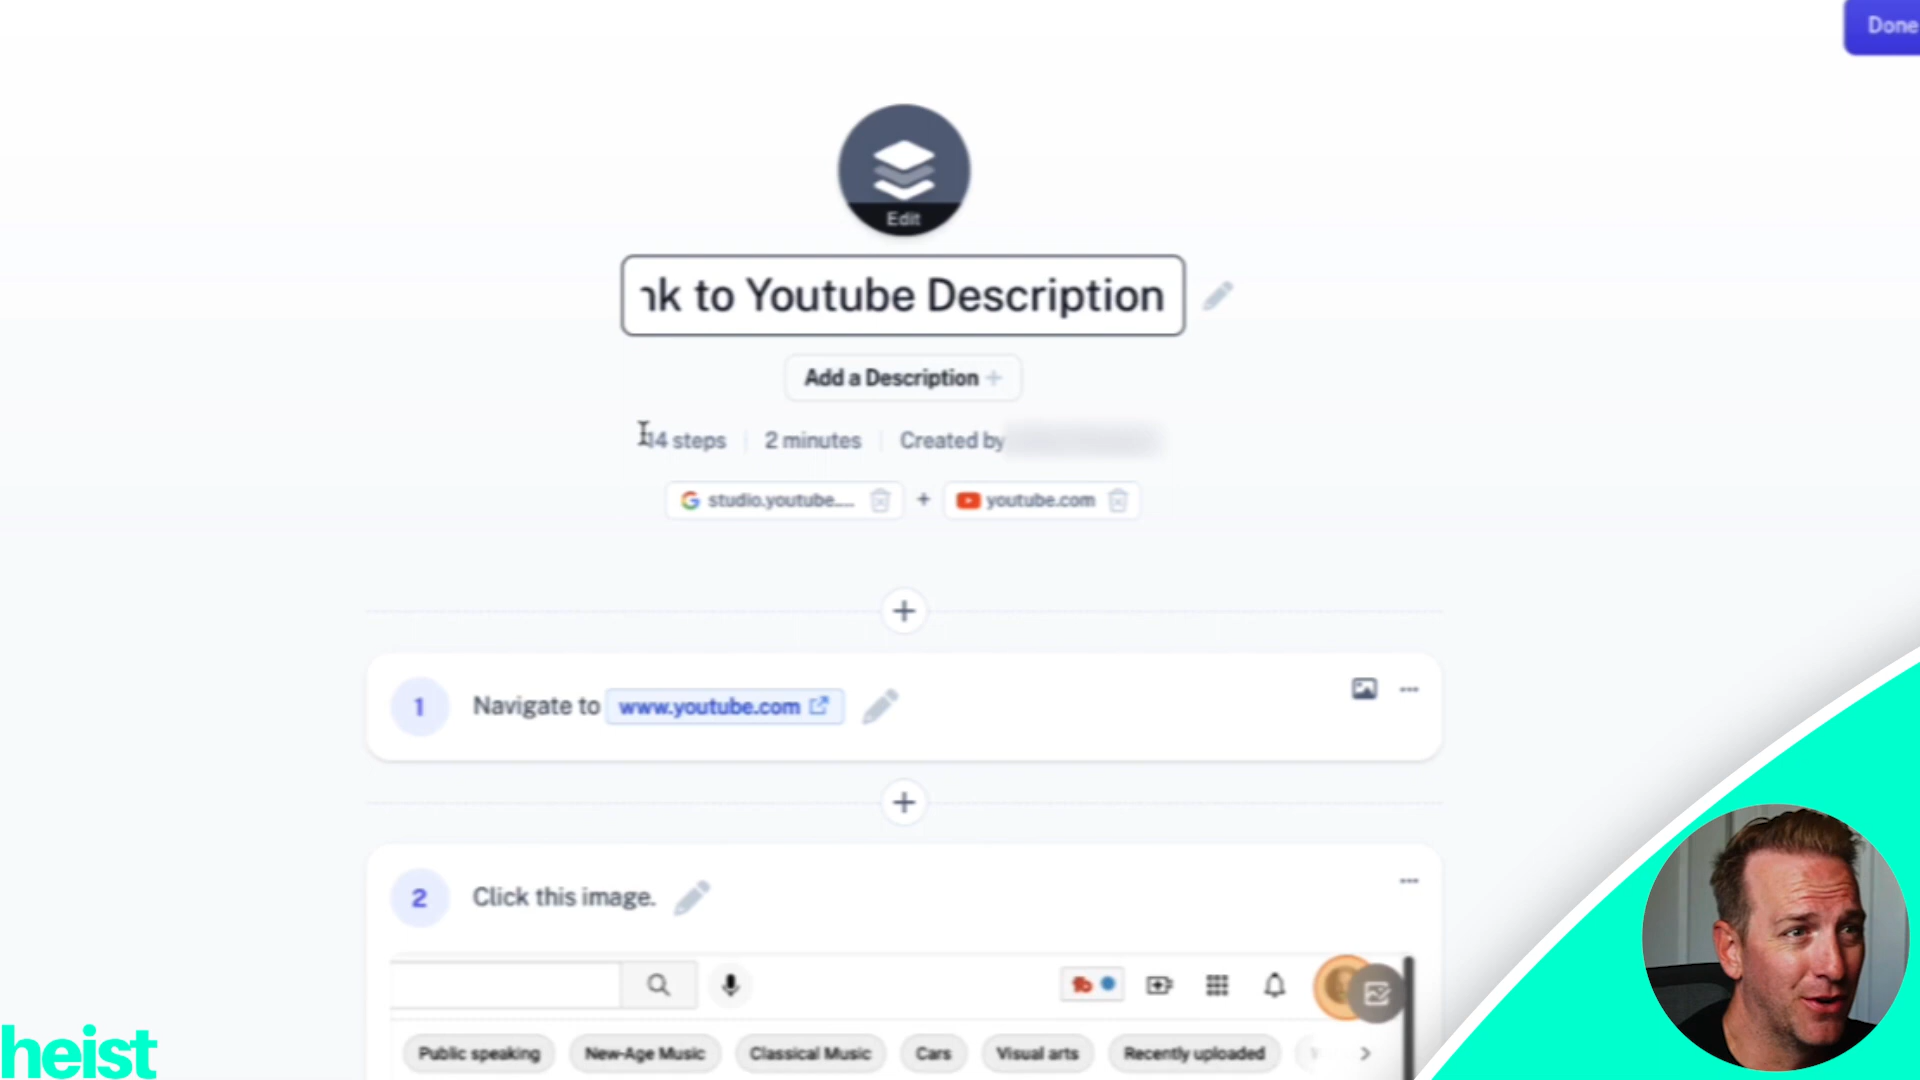 Done
Edit
nk to Youtube Description
Add a Description +
14 steps 2 minutes Created by
studio.youtube.... + youtube.com
+
1 Navigate to www.youtube.com
+
2 Click this image.
Public speaking New-Age Music Classical Music Cars Visual arts Recently uploaded
heist